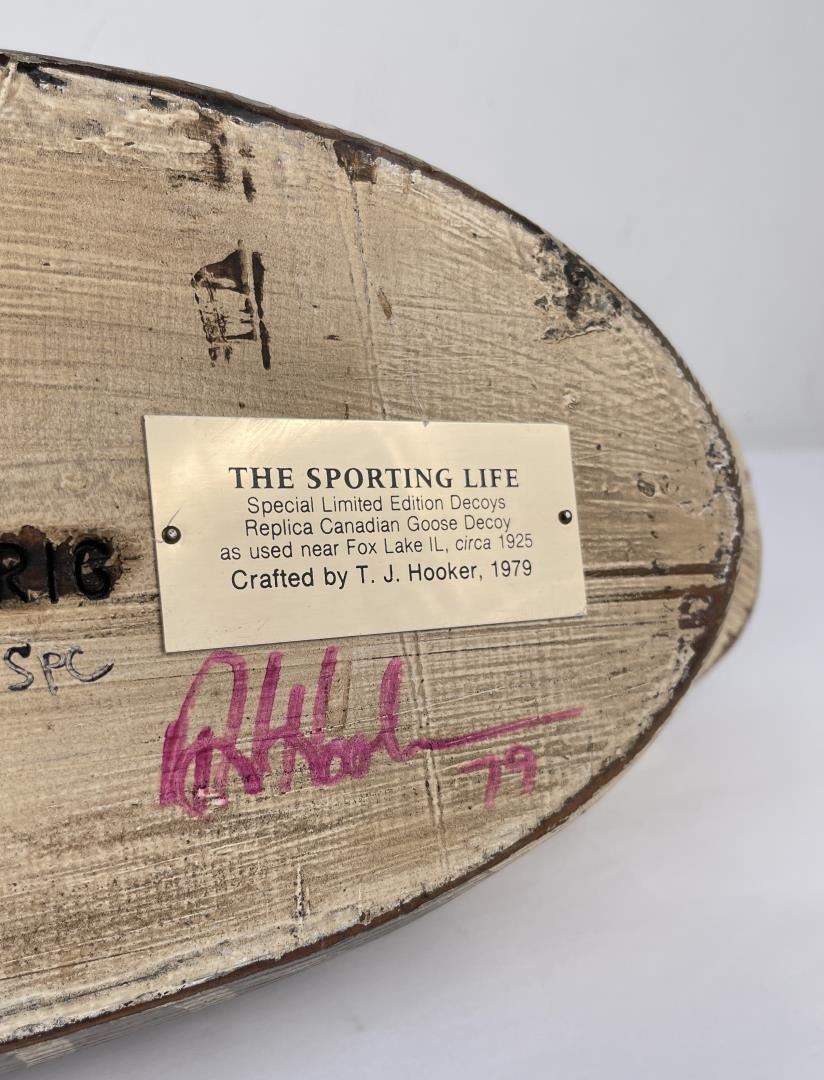 THE SPORTING LIFE
Special Limited Edition Decoys
Replica Canadian Goose Decoy
as used near Fox Lake IL, circa 1925
Crafted by T. J. Hooker, 1979
RIG
SPC
79